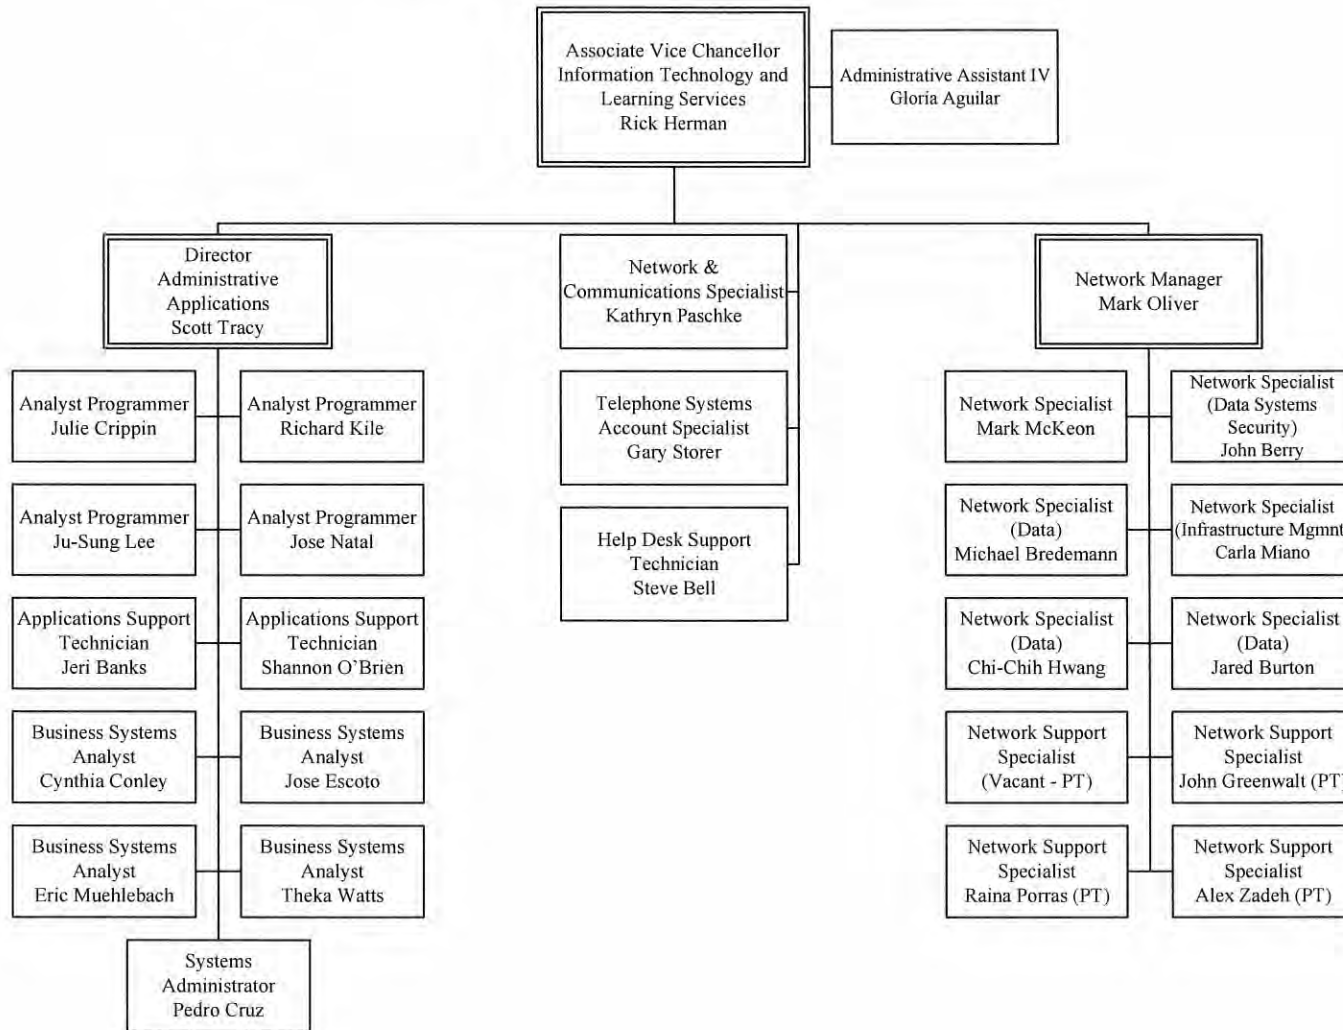 Associate Vice Chancellor
Information Technology and
Learning Services
Rick Herman
Administrative Assistant IV
Gloria Aguilar
Director
Administrative
Applications
Scott Tracy
Network &
Communications Specialist
Kathryn Paschke
Network Manager
Mark Oliver
Analyst Programmer
Julie Crippin
Analyst Programmer
Richard Kile
Telephone Systems
Account Specialist
Gary Storer
Network Specialist
Mark McKeon
Network Specialist
(Data Systems
Security)
John Berry
Analyst Programmer
Ju-Sung Lee
Analyst Programmer
Jose Natal
Help Desk Support
Technician
Steve Bell
Network Specialist
(Data)
Michael Bredemann
Network Specialist
(Infrastructure Mgmnt
Carla Miano
Applications Support
Technician
Jeri Banks
Applications Support
Technician
Shannon O’Brien
Network Specialist
(Data)
Chi-Chih Hwang
Network Specialist
(Data)
Jared Burton
Business Systems
Analyst
Cynthia Conley
Business Systems
Analyst
Jose Escoto
Network Support
Specialist
(Vacant - PT)
Network Support
Specialist
John Greenwalt (PT)
Business Systems
Analyst
Eric Muehlebach
Business Systems
Analyst
Theka Watts
Network Support
Specialist
Raina Porras (PT)
Network Support
Specialist
Alex Zadeh (PT)
Systems
Administrator
Pedro Cruz